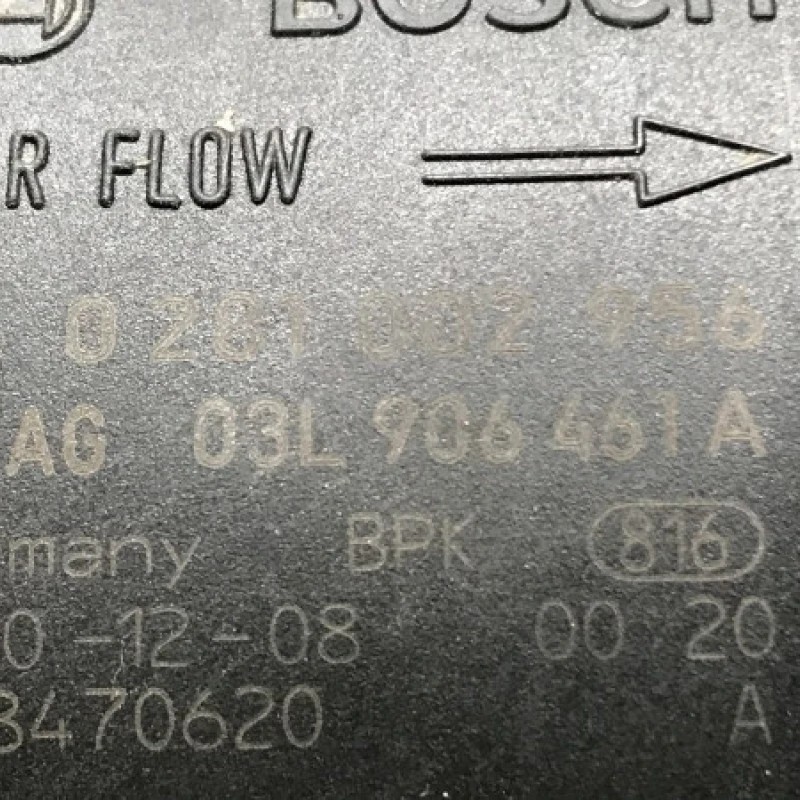 BOSCH
R FLOW
0 281 002 956
AG 03L 906 461 A
many BPK 816
0-12-08 00 20
3470620 A